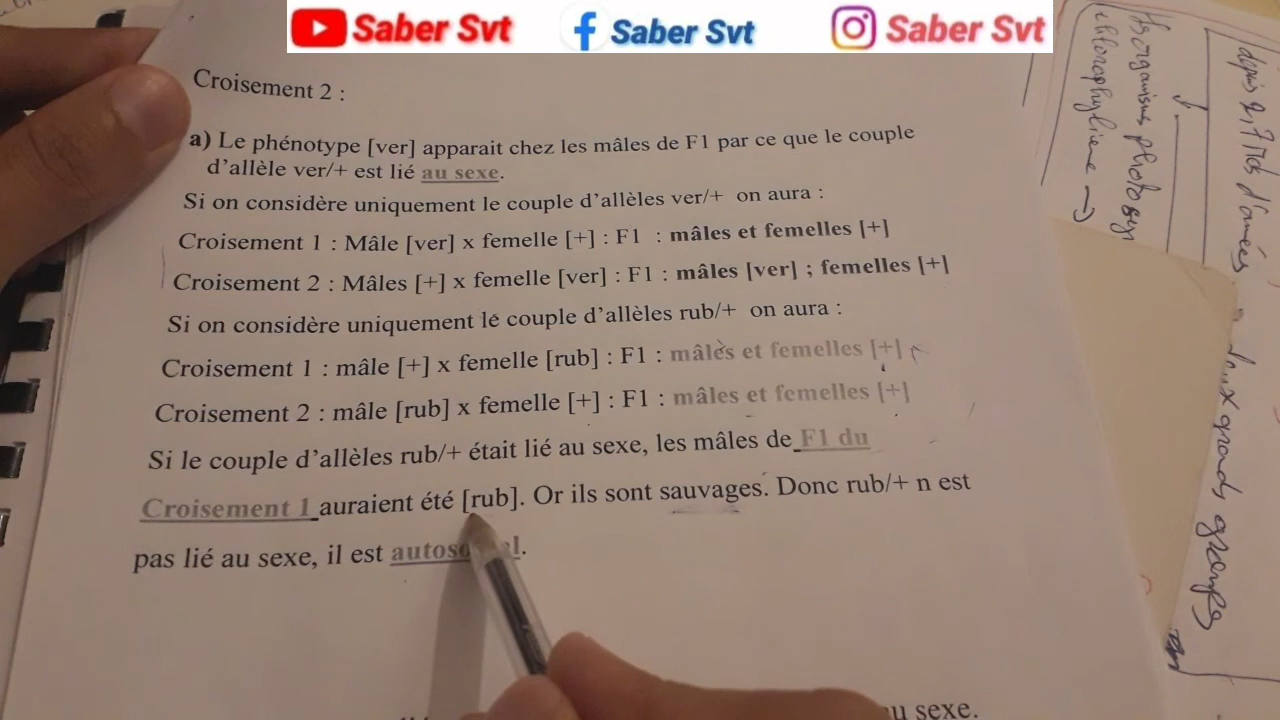 Saber Svt Saber Svt Saber Svt
Croisement 2 :
a) Le phénotype [ver] apparait chez les mâles de F1 par ce que le couple
d'allèle ver/+ est lié au sexe.
Si on considère uniquement le couple d'allèles ver/+ on aura :
Croisement 1 : Mâle [ver] x femelle [+] : F1 : mâles et femelles [+]
Croisement 2 : Mâles [+] x femelle [ver] : F1 : mâles [ver] ; femelles [+]
Si on considère uniquement le couple d'allèles rub/+ on aura :
Croisement 1 : mâle [+] x femelle [rub] : F1 : mâles et femelles [+]
Croisement 2 : mâle [rub] x femelle [+] : F1 : mâles et femelles [+]
Si le couple d'allèles rub/+ était lié au sexe, les mâles de F1 du
Croisement 1 auraient été [rub]. Or ils sont sauvages. Donc rub/+ n est
pas lié au sexe, il est
u sexe.
depuis d'années
grands groupes
organismes
chlorophyliene →